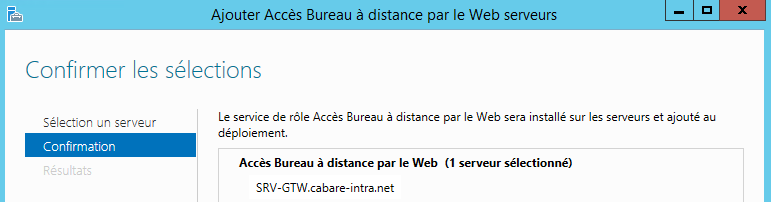 Ajouter Accès Bureau à distance par le Web serveurs
Confirmer les sélections
Sélection un serveur
Confirmation
Résultats
Le service de rôle Accès Bureau à distance par le Web sera installé sur les serveurs et ajouté au
déploiement.
Accès Bureau à distance par le Web (1 serveur sélectionné)
SRV-GTW.cabare-intra.net